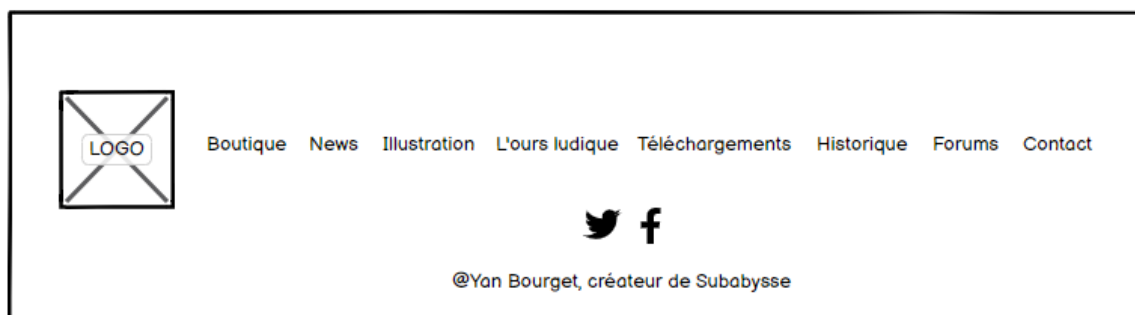 LOGO
Boutique News Illustration L'ours ludique Téléchargements Historique Forums Contact
@Yan Bourget, créateur de Subabysse